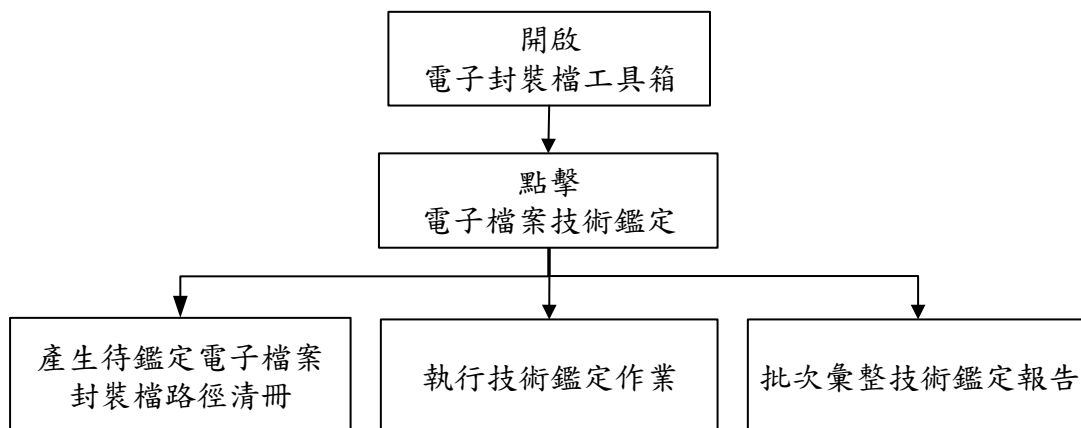 開啟
電子封裝檔工具箱
點擊
電子檔案技術鑑定
產生待鑑定電子檔案
封裝檔路徑清冊
執行技術鑑定作業
批次彙整技術鑑定報告